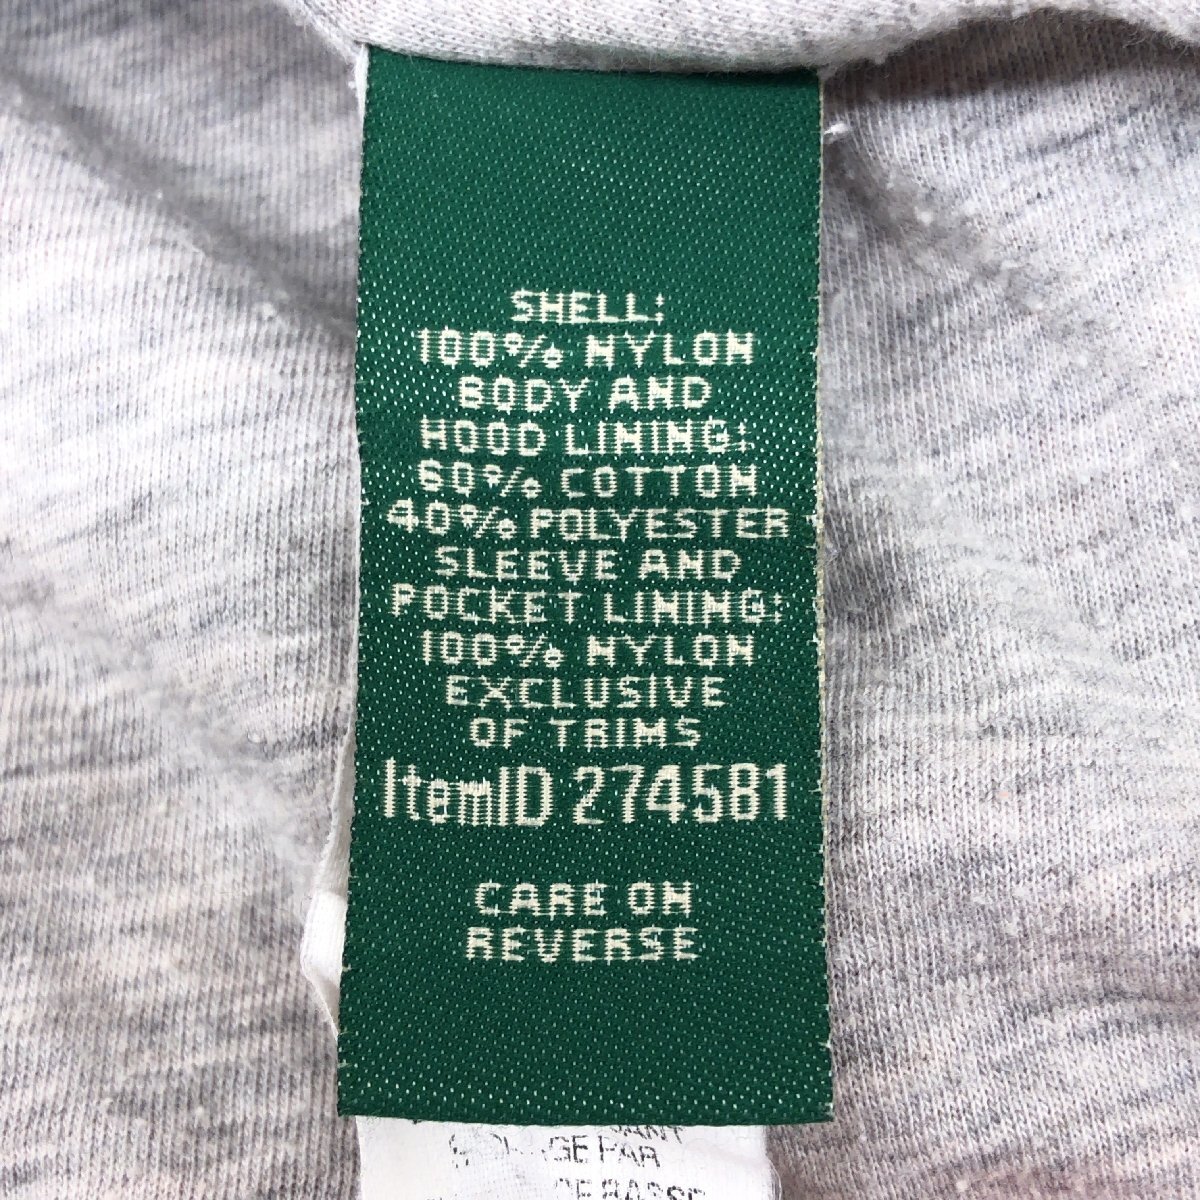 SHELL:
100% NYLON
BODY AND
HOOD LINING:
60% COTTON
40% POLYESTER
SLEEVE AND
POCKET LINING:
100% NYLON
EXCLUSIVE
OF TRIMS
ItemID 274581
CARE ON
REVERSE
PAR